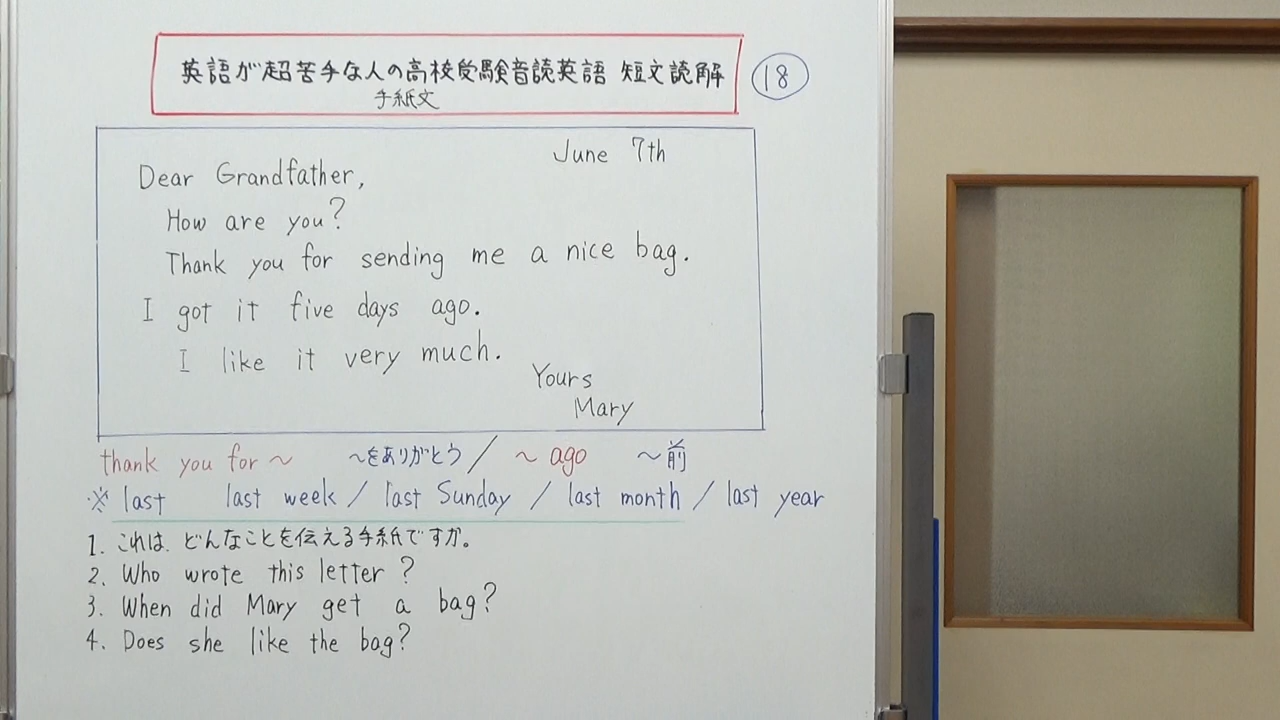 英語が超苦手な人の高校受験音読英語 短文読解 18
手紙文
June 7th
Dear Grandfather,
How are you?
Thank you for sending me a nice bag.
I got it five days ago.
I like it very much.
Yours
Mary
thank you for ~ ~をありがとう / ~ ago ~前
※ last last week / last Sunday / last month / last year
1. これは、どんなことを伝える手紙ですか。
2. Who wrote this letter?
3. When did Mary get a bag?
4. Does she like the bag?